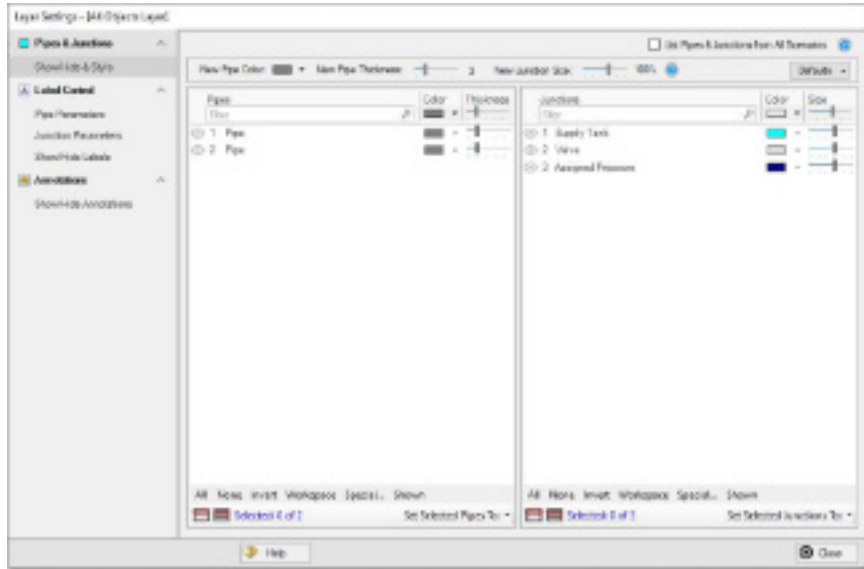 Layer Settings - [All Objects Layer]
Pipes & Junctions
Show/Hide & Style
Label Control
Pipe Parameters
Junction Parameters
Show/Hide Labels
Annotations
Show/Hide Annotations
List Pipes & Junctions from All Scenarios
New Pipe Color: New Pipe Thickness: 3 New Junction Size: 100% Defaults
Pipes Color Thickness
Filter
1 Pipe
2 Pipe
All None Invert Workspace Special... Shown
Selected: 0 of 2 Set Selected Pipes To:
Junctions Color Size
Filter
1 Supply Tank
2 Valve
3 Assigned Pressure
All None Invert Workspace Special... Shown
Selected: 0 of 3 Set Selected Junctions To:
Help
Close